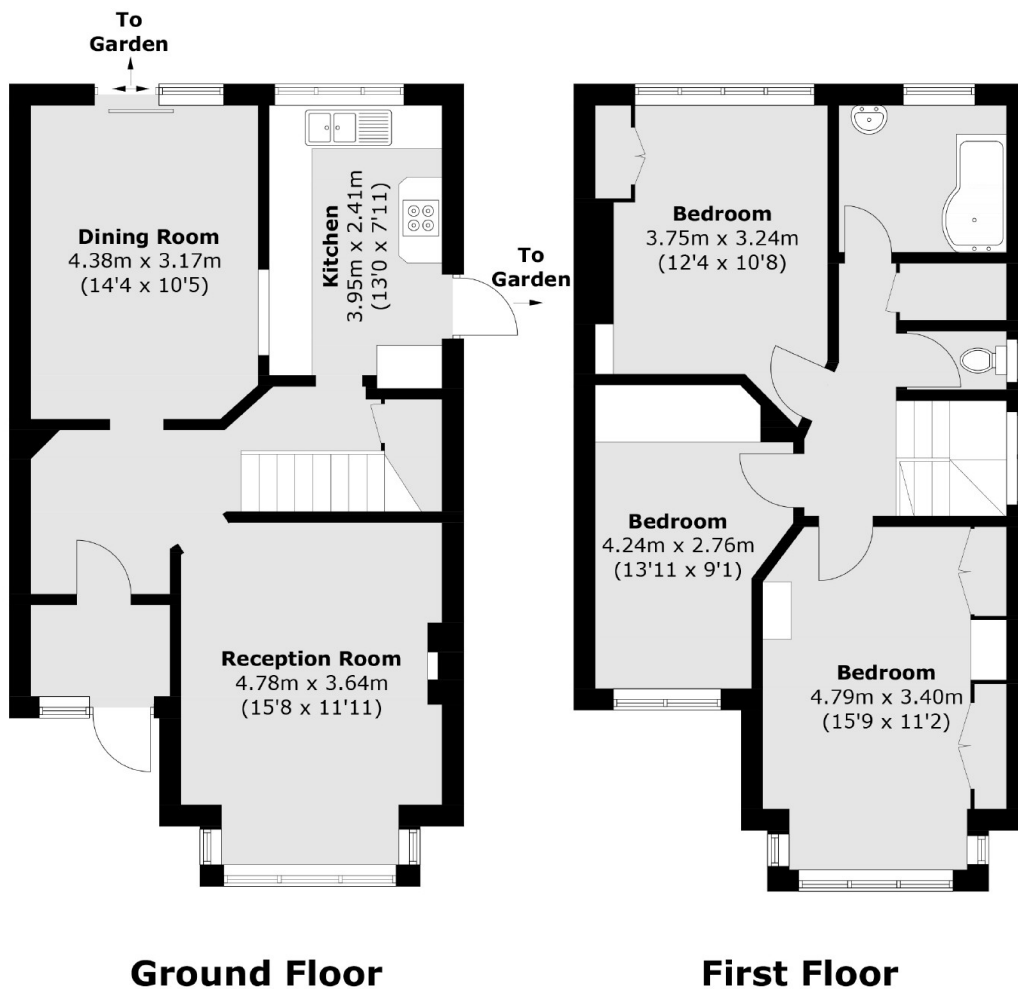 To
Garden
Dining Room
4.38m x 3.17m
(14'4 x 10'5)
Kitchen
3.95m x 2.41m
(13'0 x 7'11)
To
Garden
Reception Room
4.78m x 3.64m
(15'8 x 11'11)
Ground Floor
Bedroom
3.75m x 3.24m
(12'4 x 10'8)
Bedroom
4.24m x 2.76m
(13'11 x 9'1)
Bedroom
4.79m x 3.40m
(15'9 x 11'2)
First Floor